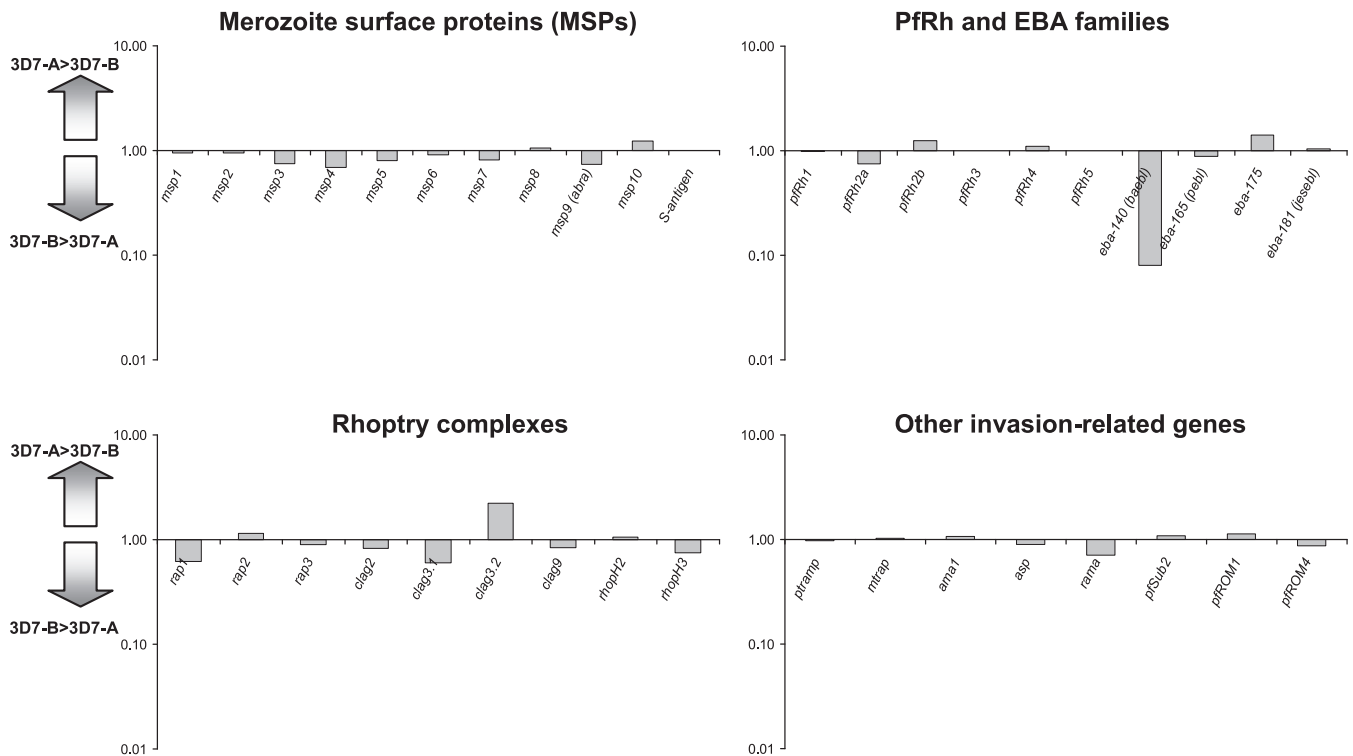 Merozoite surface proteins (MSPs)
3D7-A>3D7-B
3D7-B>3D7-A
10.00
1.00
0.10
0.01
msp1
msp2
msp3
msp4
msp5
msp6
msp7
msp8
msp9 (abra)
msp10
S-antigen
PfRh and EBA families
10.00
1.00
0.10
0.01
pfRh1
pfRh2a
pfRh2b
pfRh3
pfRh4
pfRh5
eba-140 (baebl)
eba-165 (pebl)
eba-175
eba-181 (jesebl)
Rhoptry complexes
3D7-A>3D7-B
3D7-B>3D7-A
10.00
1.00
0.10
0.01
rap1
rap2
rap3
clag2
clag3.1
clag3.2
clag9
rhopH2
rhopH3
Other invasion-related genes
10.00
1.00
0.10
0.01
ptramp
mtrap
ama1
asp
rama
pfSub2
pfROM1
pfROM4